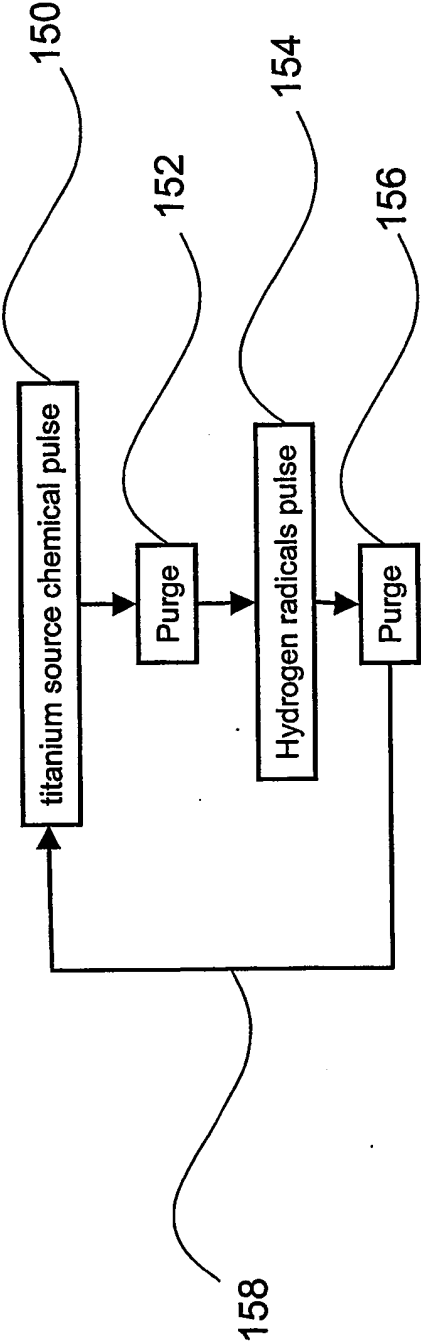 150
titanium source chemical pulse
152
Purge
154
Hydrogen radicals pulse
156
Purge
158